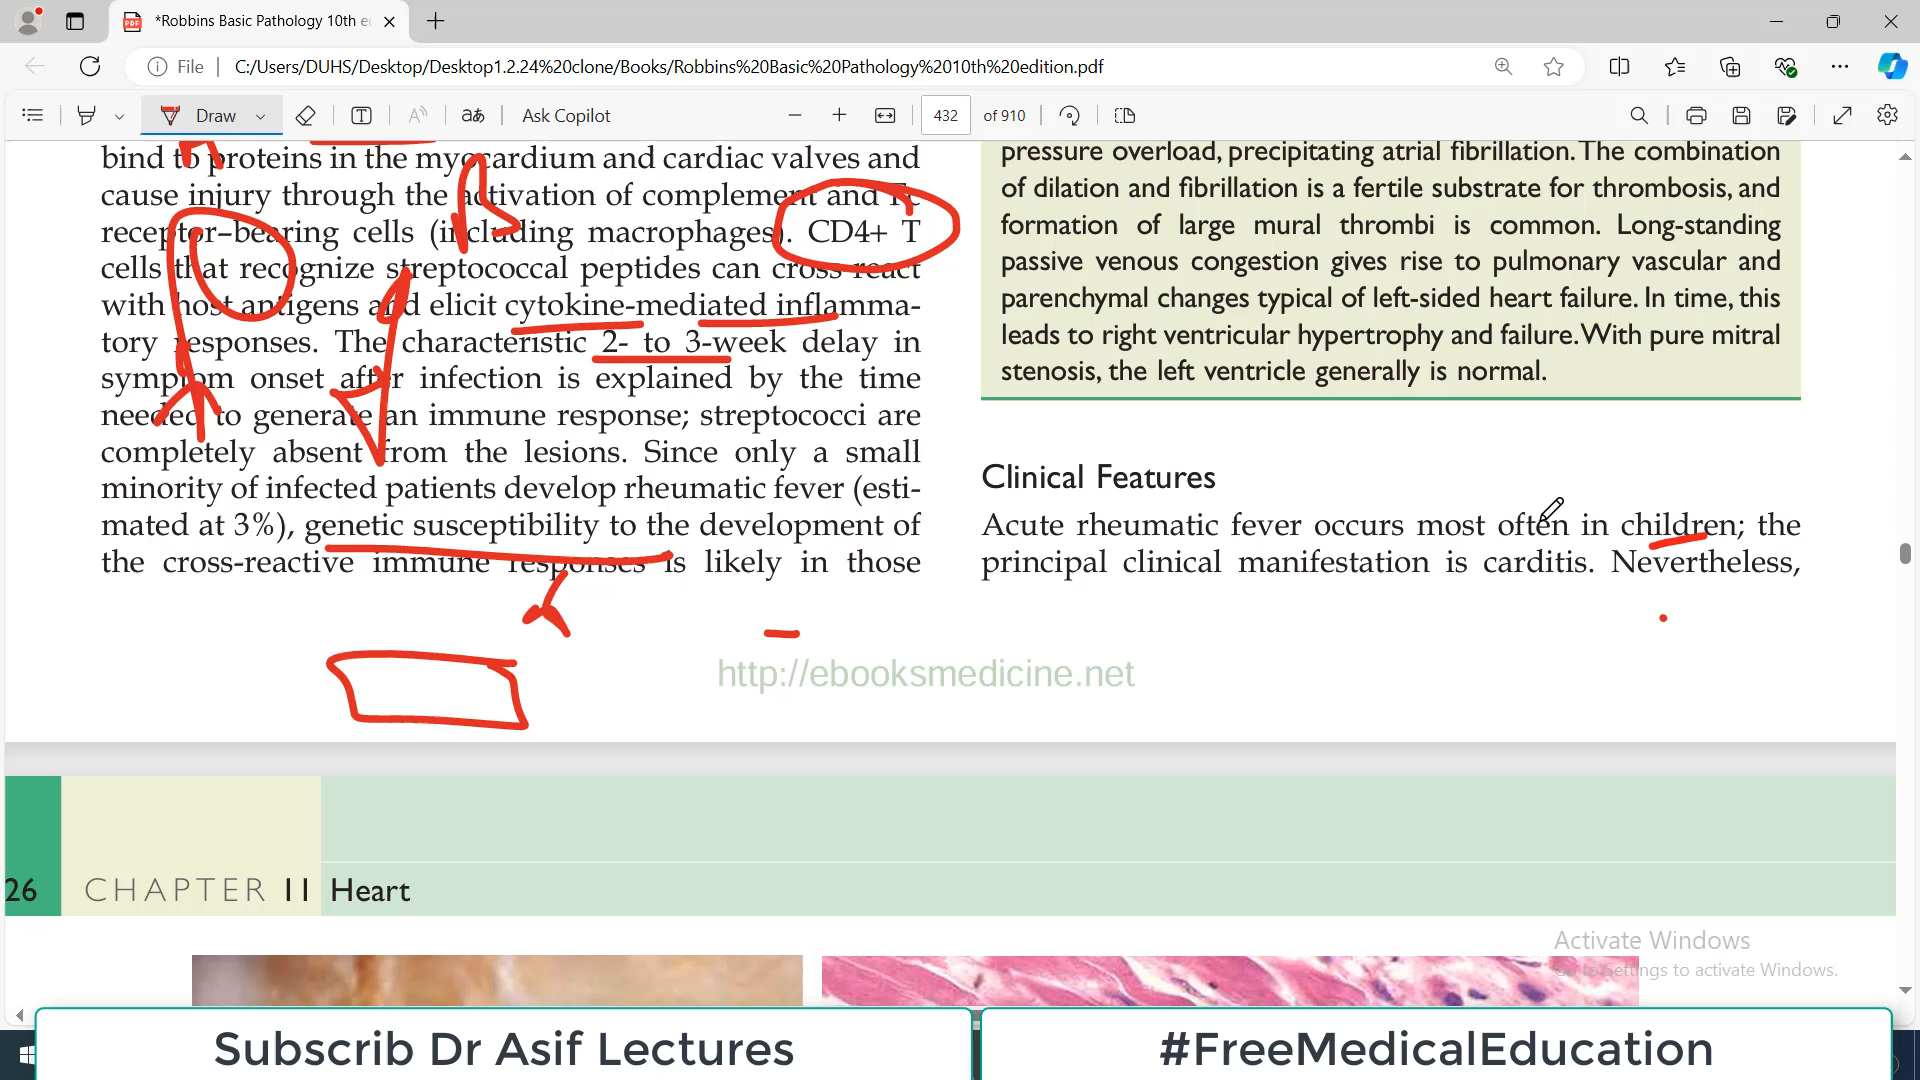 *Robbins Basic Pathology 10th e
File
C:/Users/DUHS/Desktop/Desktop1.2.24%20clone/Books/Robbins%20Basic%20Pathology%2010th%20edition.pdf
Draw
Ask Copilot
432 of 910
bind to proteins in the myocardium and cardiac valves and
cause injury through the activation of complement and Fc
receptor–bearing cells (including macrophages). CD4+ T
cells that recognize streptococcal peptides can cross-react
with host antigens and elicit cytokine-mediated inflamma-
tory responses. The characteristic 2- to 3-week delay in
symptom onset after infection is explained by the time
needed to generate an immune response; streptococci are
completely absent from the lesions. Since only a small
minority of infected patients develop rheumatic fever (esti-
mated at 3%), genetic susceptibility to the development of
the cross-reactive immune responses is likely in those
pressure overload, precipitating atrial fibrillation. The combination
of dilation and fibrillation is a fertile substrate for thrombosis, and
formation of large mural thrombi is common. Long-standing
passive venous congestion gives rise to pulmonary vascular and
parenchymal changes typical of left-sided heart failure. In time, this
leads to right ventricular hypertrophy and failure. With pure mitral
stenosis, the left ventricle generally is normal.
Clinical Features
Acute rheumatic fever occurs most often in children; the
principal clinical manifestation is carditis. Nevertheless,
http://ebooksmedicine.net
26 CHAPTER 11 Heart
Activate Windows
Go to Settings to activate Windows.
Subscrib Dr Asif Lectures
#FreeMedicalEducation